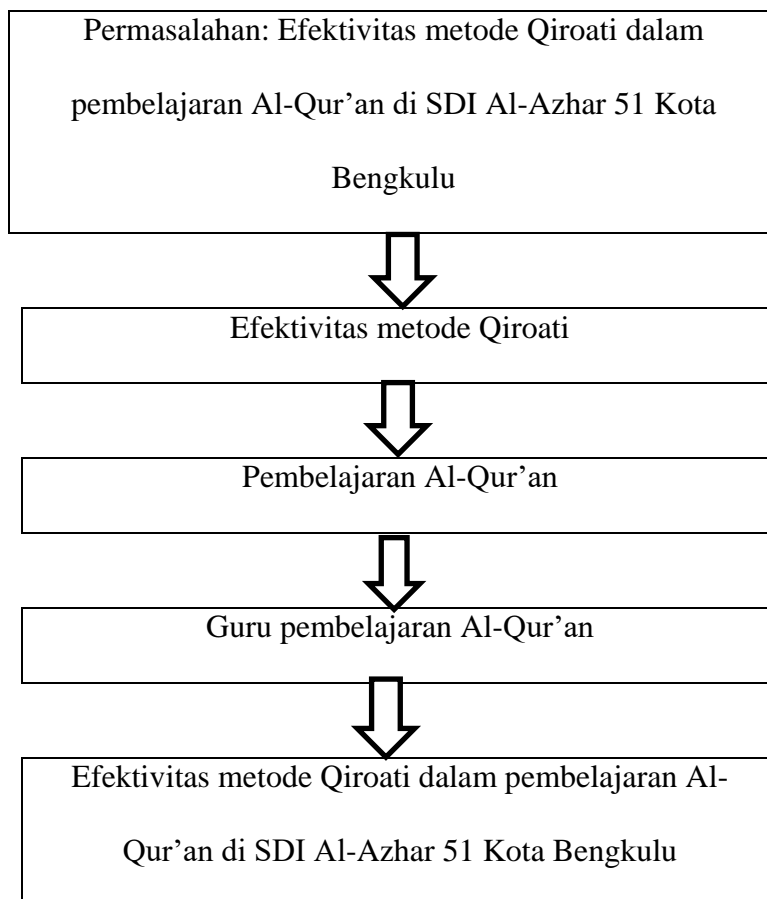 Permasalahan: Efektivitas metode Qiroati dalam
pembelajaran Al-Qur’an di SDI Al-Azhar 51 Kota
Bengkulu
Efektivitas metode Qiroati
Pembelajaran Al-Qur’an
Guru pembelajaran Al-Qur’an
Efektivitas metode Qiroati dalam pembelajaran Al-
Qur’an di SDI Al-Azhar 51 Kota Bengkulu